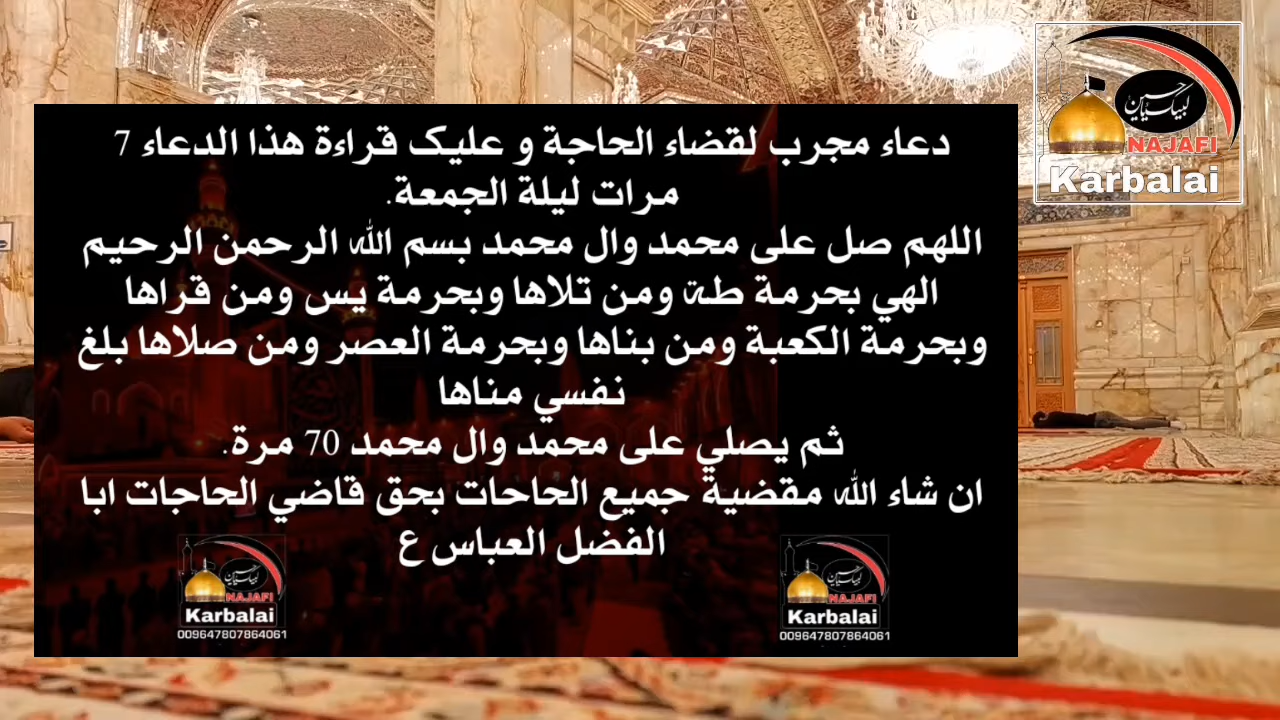 دعاء مجرب لقضاء الحاجة و عليک قراءة هذا الدعاء 7
مرات ليلة الجمعة.
اللهم صل على محمد وال محمد بسم الله الرحمن الرحيم
الهي بحرمة طه ومن تلاها وبحرمة يس ومن قراها
وبحرمة الكعبة ومن بناها وبحرمة العصر ومن صلاها بلغ
نفسي مناها
ثم يصلي على محمد وال محمد 70 مرة.
ان شاء الله مقضية جميع الحاحات بحق قاضي الحاجات ابا
الفضل العباس ع
NAJAFI
Karbalai
NAJAFI
Karbalai
009647807864061
NAJAFI
Karbalai
009647807864061